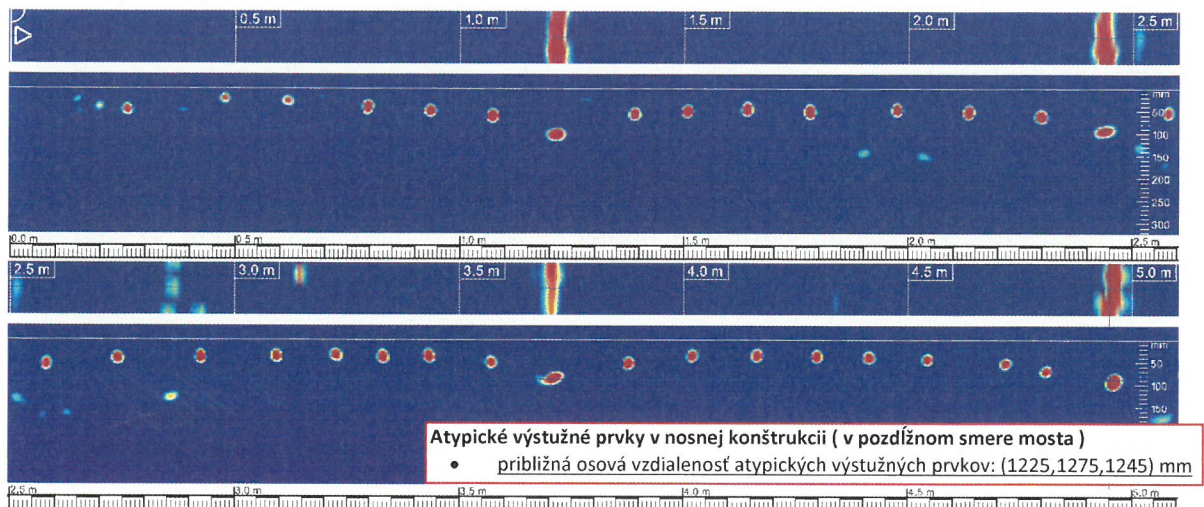 0.5 m 1.0 m 1.5 m 2.0 m 2.5 m
mm
50
100
150
200
250
300
0.0 m 0.5 m 1.0 m 1.5 m 2.0 m 2.5 m
2.5 m 3.0 m 3.5 m 4.0 m 4.5 m 5.0 m
mm
50
100
150
Atypické výstužné prvky v nosnej konštrukcii ( v pozdĺžnom smere mosta )
• približná osová vzdialenosť atypických výstužných prvkov: (1225,1275,1245) mm
2.5 m 3.0 m 3.5 m 4.0 m 4.5 m 5.0 m